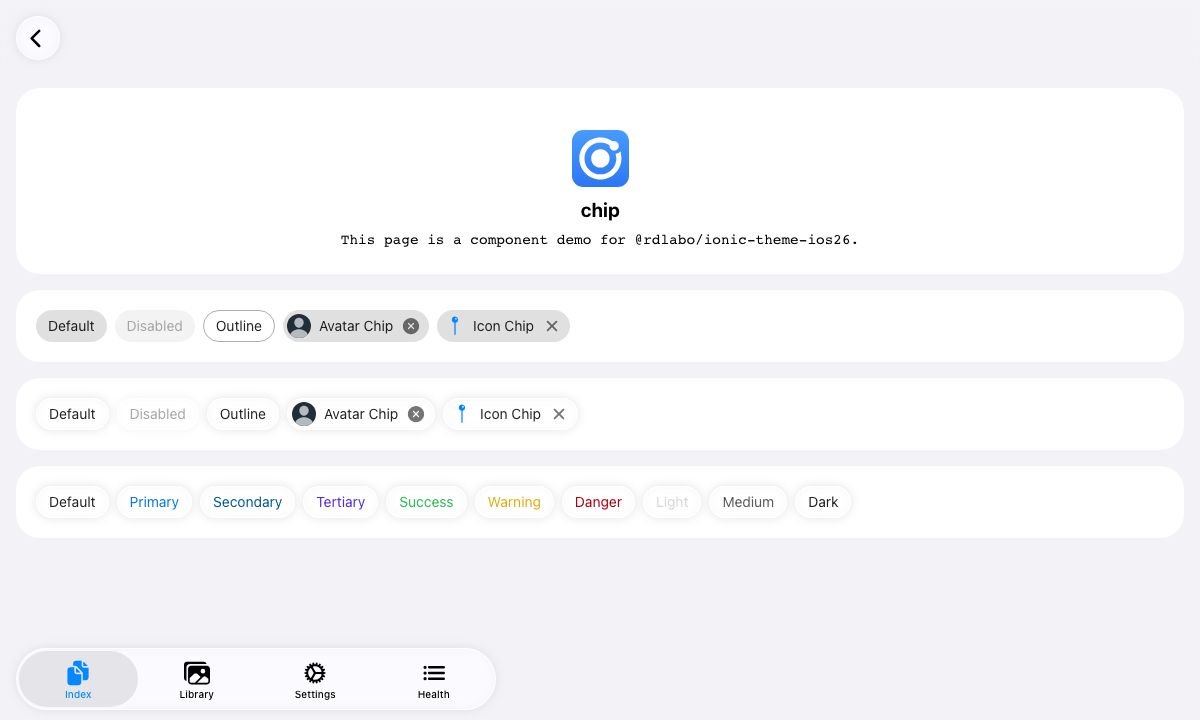 chip
This page is a component demo for @rdlabo/ionic-theme-ios26.
Default Disabled Outline Avatar Chip Icon Chip
Default Disabled Outline Avatar Chip Icon Chip
Default Primary Secondary Tertiary Success Warning Danger Light Medium Dark
Index Library Settings Health